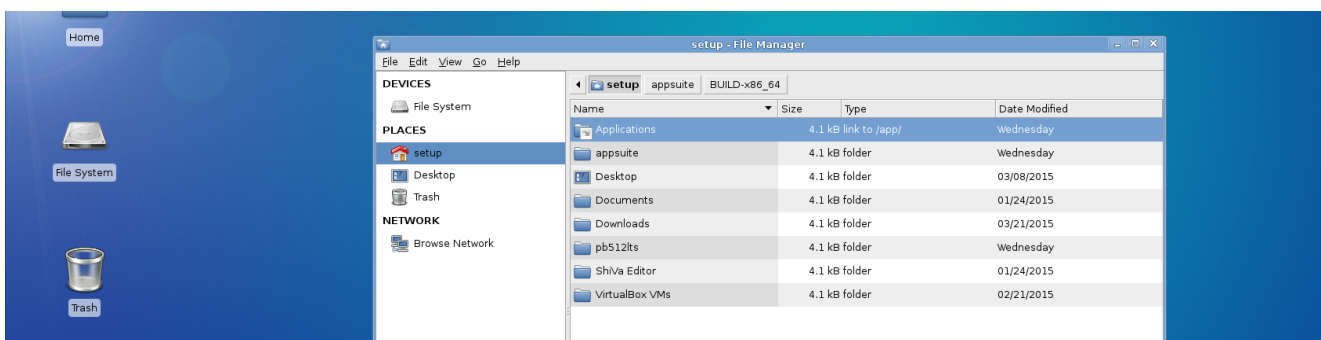 Home
File System
Trash
setup - File Manager
File Edit View Go Help
DEVICES
File System
PLACES
setup
Desktop
Trash
NETWORK
Browse Network
setup appsuite BUILD-x86_64
Name Size Type Date Modified
Applications 4.1 kB link to /app/ Wednesday
appsuite 4.1 kB folder Wednesday
Desktop 4.1 kB folder 03/08/2015
Documents 4.1 kB folder 01/24/2015
Downloads 4.1 kB folder 03/21/2015
pb512lts 4.1 kB folder Wednesday
ShiVa Editor 4.1 kB folder 01/24/2015
VirtualBox VMs 4.1 kB folder 02/21/2015